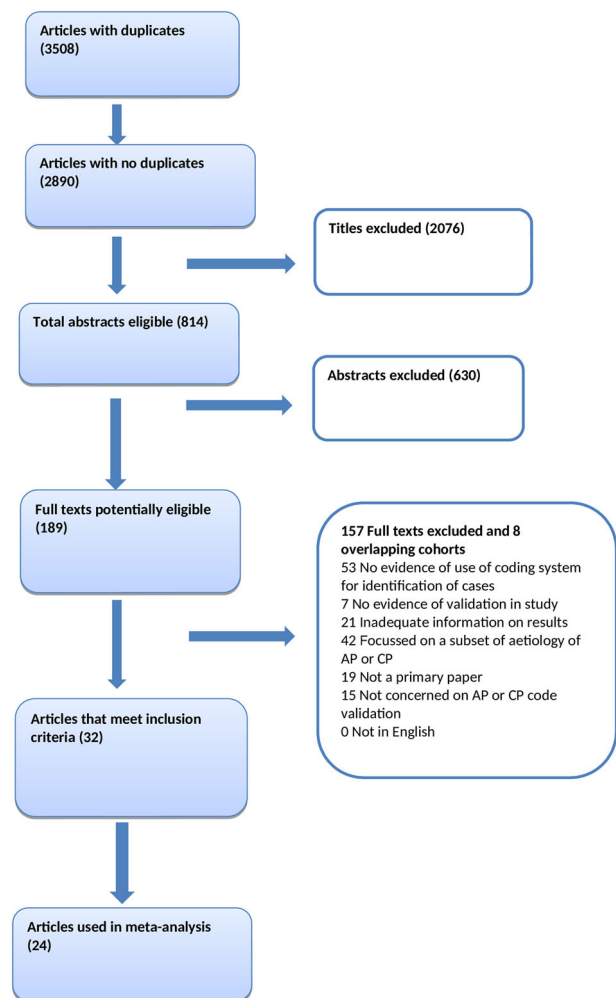 Articles with duplicates
(3508)
Articles with no duplicates
(2890)
Titles excluded (2076)
Total abstracts eligible (814)
Abstracts excluded (630)
Full texts potentially eligible
(189)
157 Full texts excluded and 8
overlapping cohorts
53 No evidence of use of coding system
for identification of cases
7 No evidence of validation in study
21 Inadequate information on results
42 Focussed on a subset of aetiology of
AP or CP
19 Not a primary paper
15 Not concerned on AP or CP code
validation
0 Not in English
Articles that meet inclusion
criteria (32)
Articles used in meta-analysis
(24)